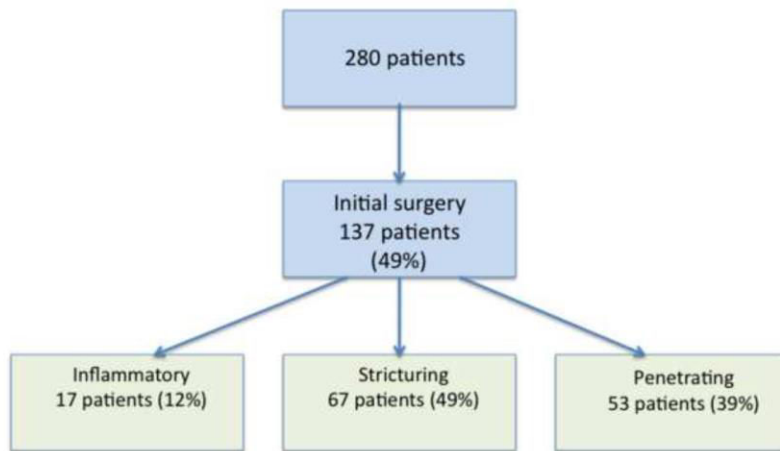 280 patients
Initial surgery
137 patients
(49%)
Inflammatory
17 patients (12%)
Stricturing
67 patients (49%)
Penetrating
53 patients (39%)